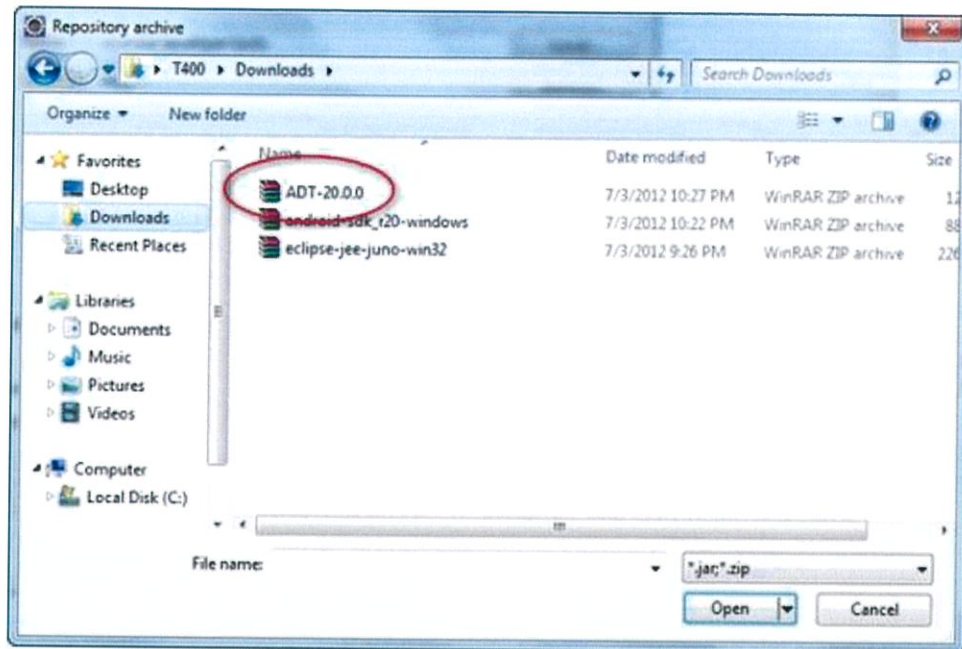 Repository archive
T400 Downloads
Search Downloads
Organize New folder
Favorites
Desktop
Downloads
Recent Places
Libraries
Documents
Music
Pictures
Videos
Computer
Local Disk (C:)
Name Date modified Type Size
ADT-20.0.0 7/3/2012 10:27 PM WinRAR ZIP archive 12
android-sdk_r20-windows 7/3/2012 10:22 PM WinRAR ZIP archive 88
eclipse-jee-juno-win32 7/3/2012 9:26 PM WinRAR ZIP archive 226
File name: *.jar;*.zip
Open Cancel